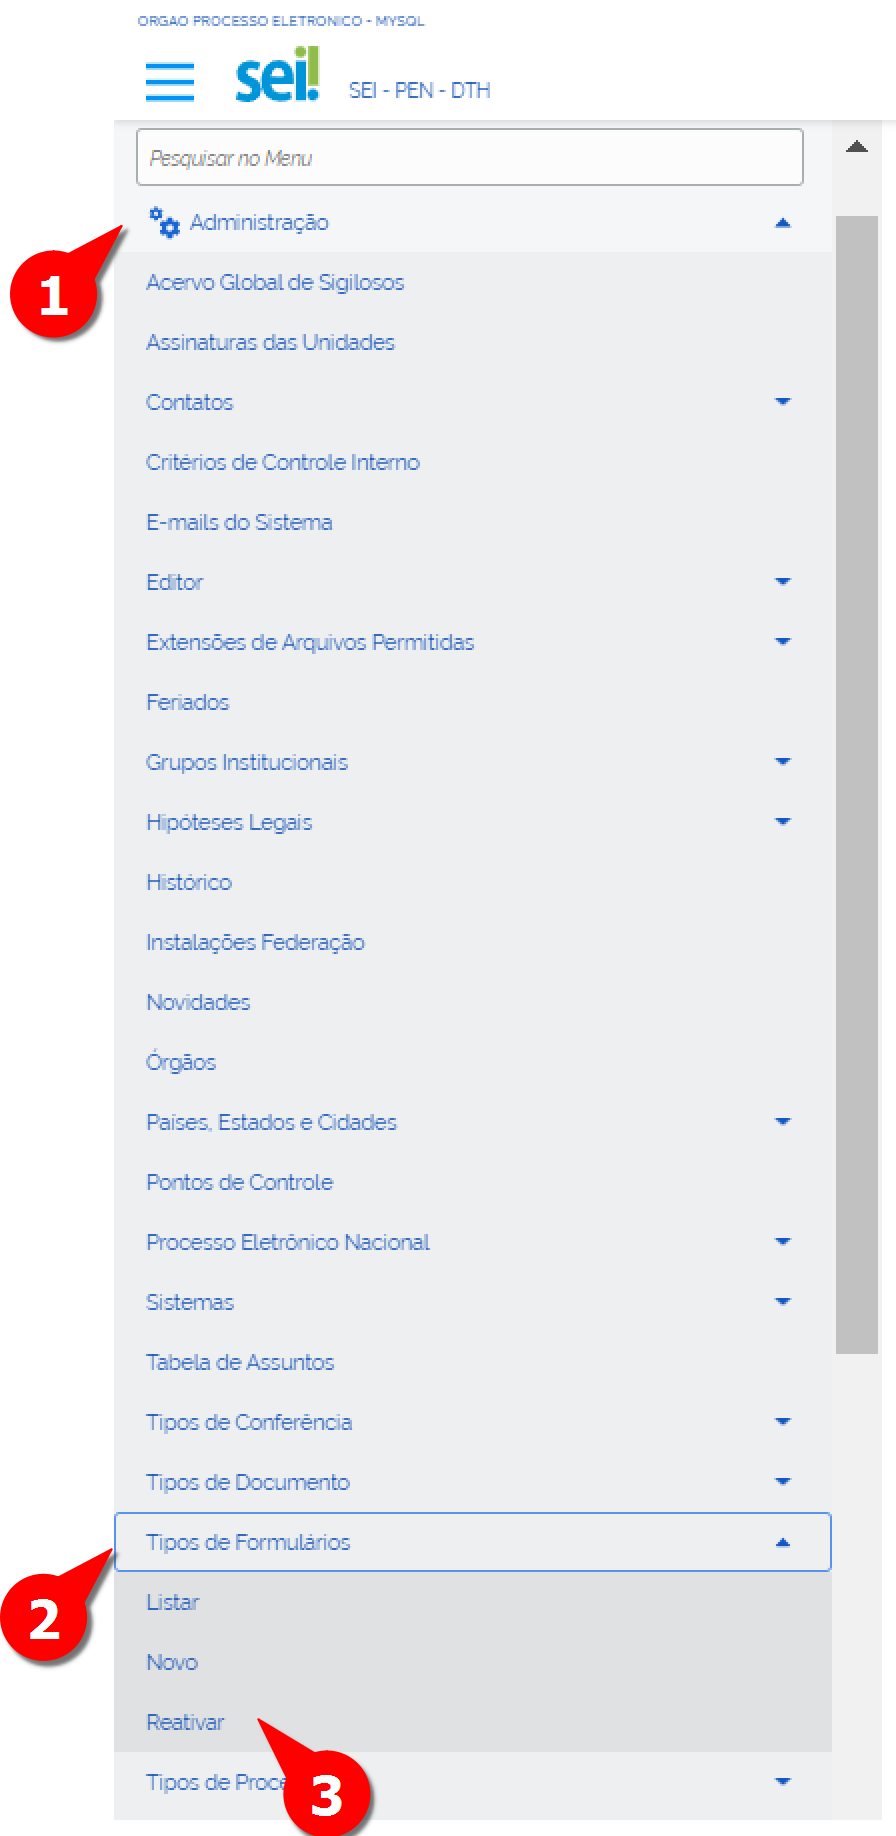 ORGAO PROCESSO ELETRONICO - MYSQL
sei!
SEI - PEN - DTH
Pesquisar no Menu
Administração
1
Acervo Global de Sigilosos
Assinaturas das Unidades
Contatos
Critérios de Controle Interno
E-mails do Sistema
Editor
Extensões de Arquivos Permitidas
Feriados
Grupos Institucionais
Hipóteses Legais
Histórico
Instalações Federação
Novidades
Órgãos
Países, Estados e Cidades
Pontos de Controle
Processo Eletrônico Nacional
Sistemas
Tabela de Assuntos
Tipos de Conferência
Tipos de Documento
Tipos de Formulários
2
Listar
Novo
Reativar
Tipos de
3